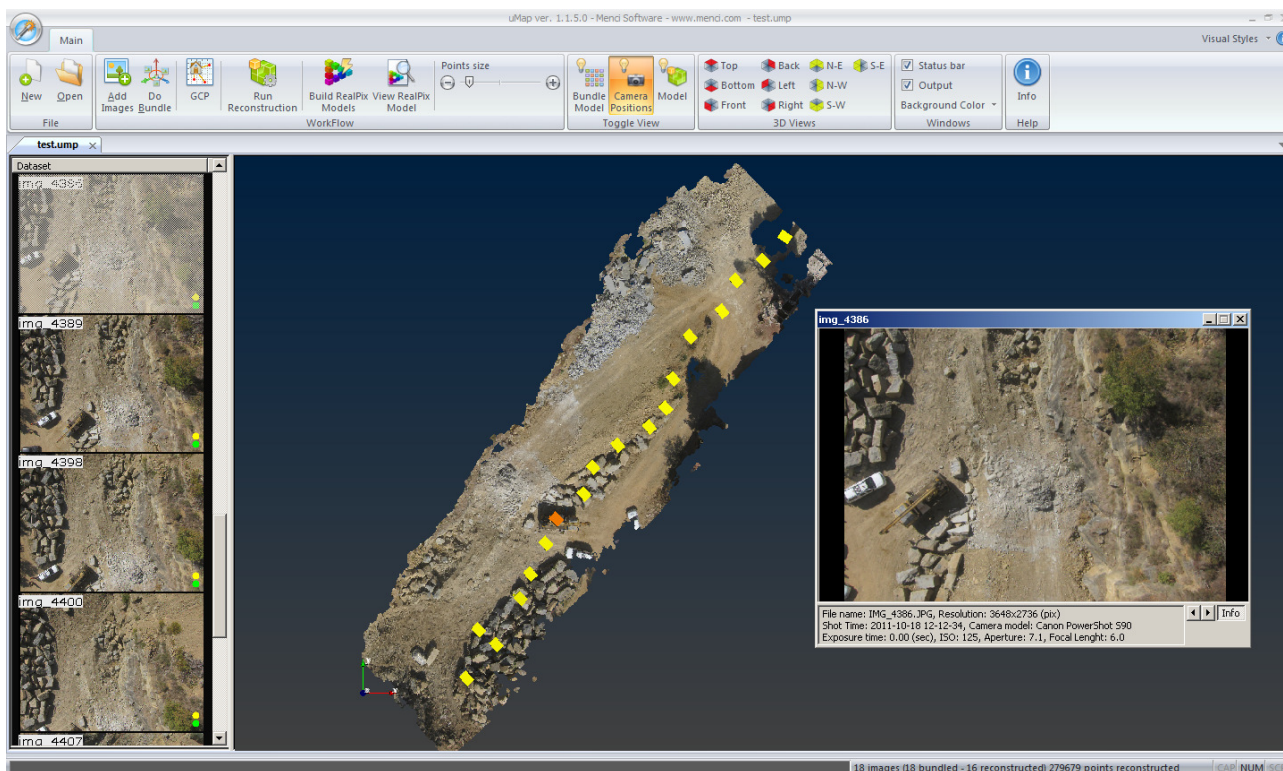 uMap ver. 1.1.5.0 - Menci Software - www.menci.com - test.ump
Main
Visual Styles
New
Open
Add Images
Do Bundle
GCP
Run Reconstruction
Build RealPix Models
View RealPix Model
Points size
Bundle Model
Camera Positions
Model
Top
Back
N-E
S-E
Bottom
Left
N-W
Front
Right
S-W
Status bar
Output
Background Color
Info
File
WorkFlow
Toggle View
3D Views
Windows
Help
test.ump
Dataset
img_4386
img_4389
img_4398
img_4400
img_4407
img_4386
File name: IMG_4386.JPG, Resolution: 3648x2736 (pix)
Shot Time: 2011-10-18 12-12-34, Camera model: Canon PowerShot S90
Exposure time: 0.00 (sec), ISO: 125, Aperture: 7.1, Focal Lenght: 6.0
Info
18 images (18 bundled - 16 reconstructed) 279679 points reconstructed
CAP
NUM